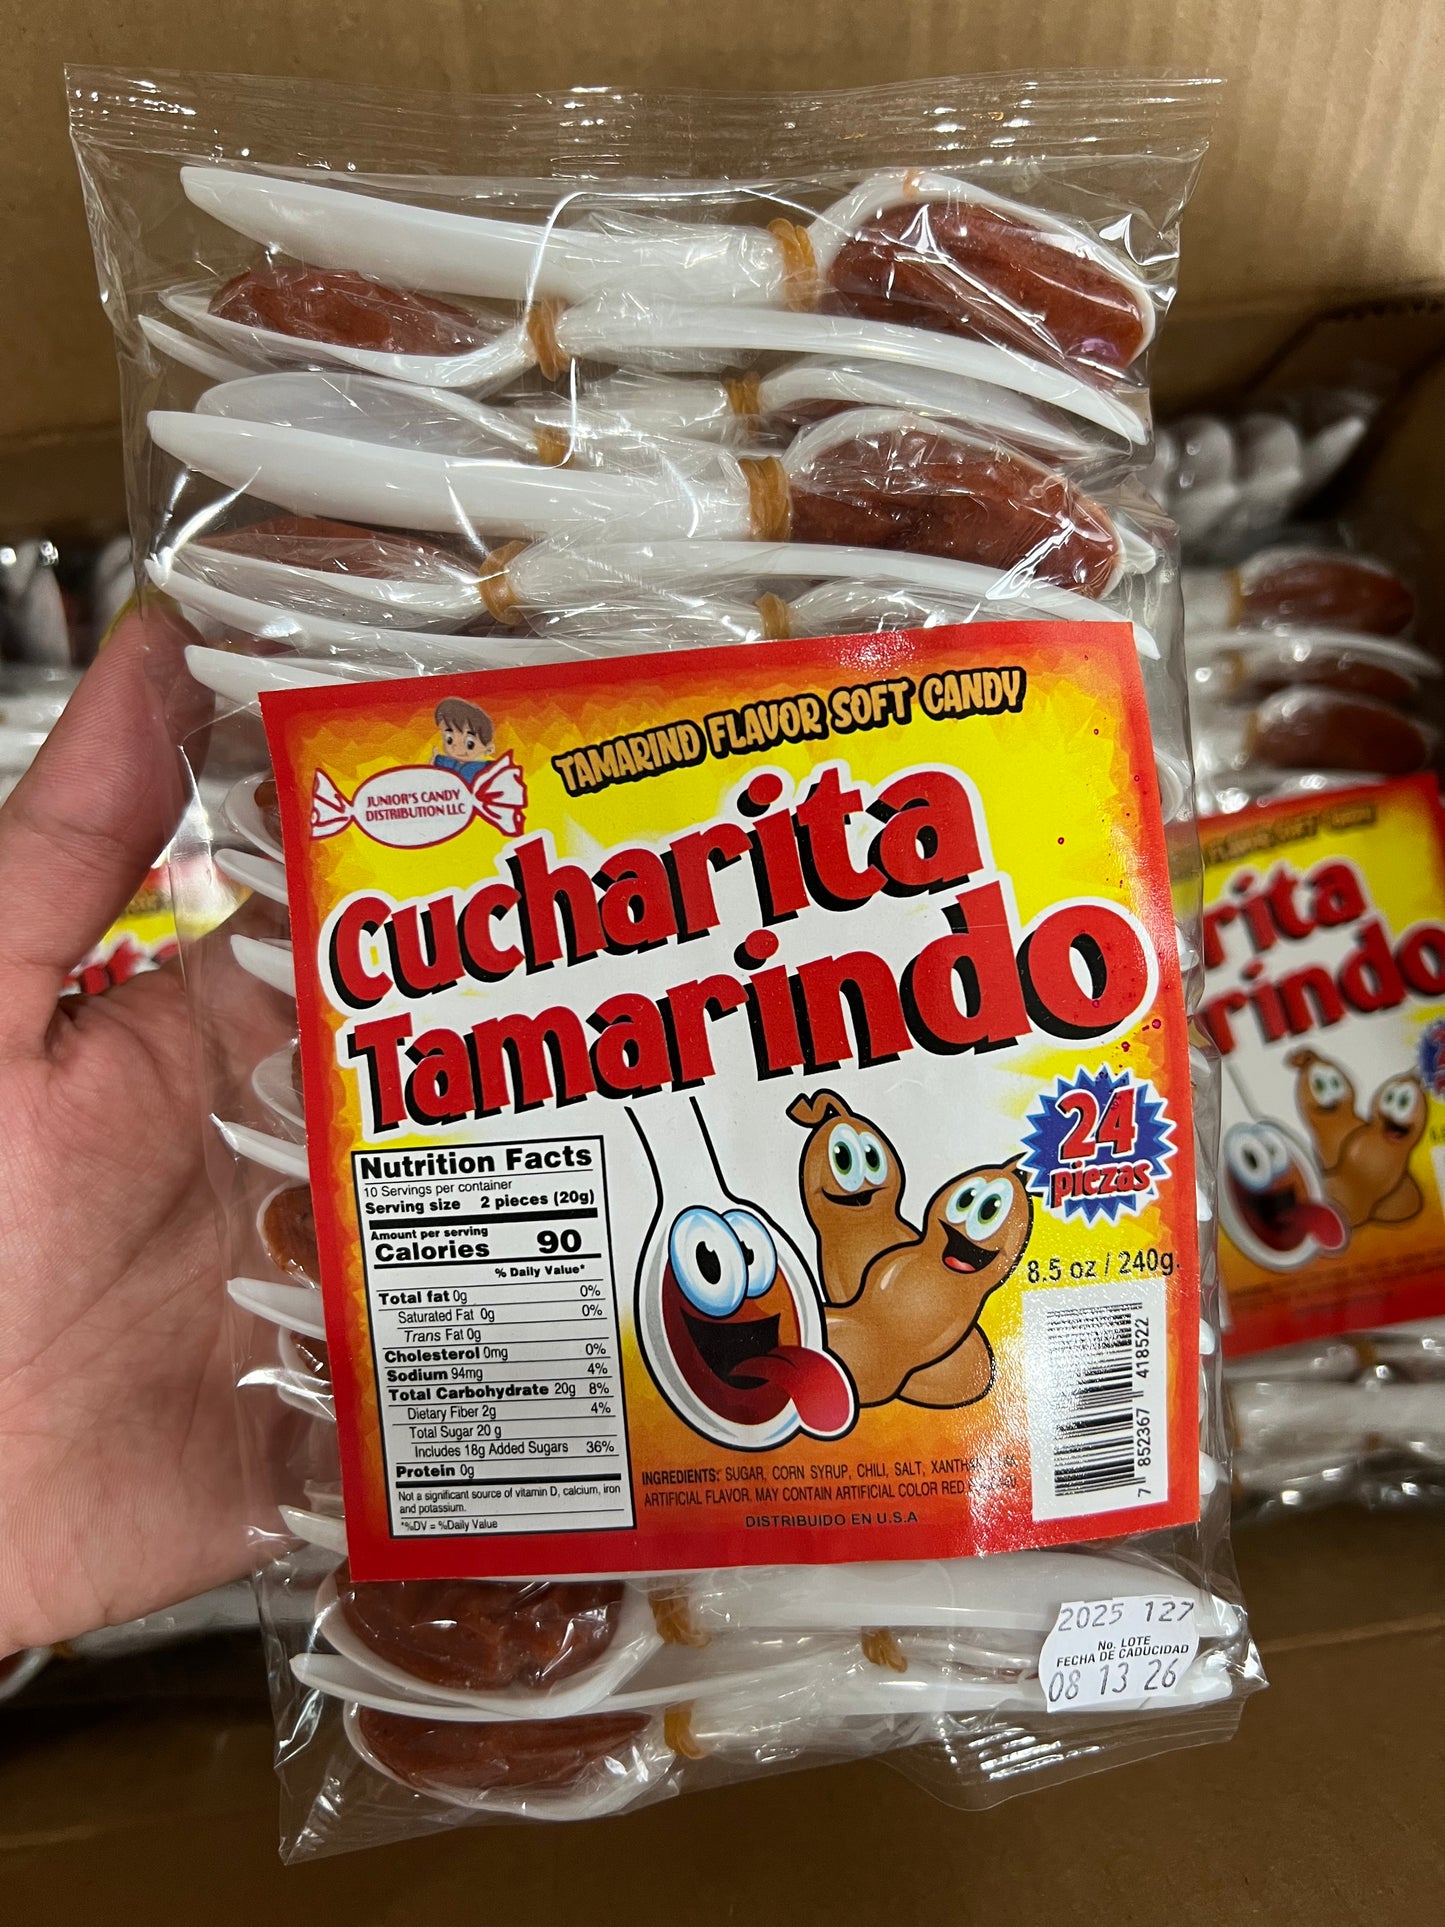 TAMARIND FLAVOR SOFT CANDY
JUNIOR'S CANDY
DISTRIBUTION LLC
Cucharita
Tamarindo
24
piezas
8.5 oz / 240g.
Nutrition Facts
10 Servings per container
Serving size 2 pieces (20g)
Amount per serving
Calories 90
% Daily Value*
Total fat 0g 0%
Saturated Fat 0g 0%
Trans Fat 0g
Cholesterol 0mg 0%
Sodium 94mg 4%
Total Carbohydrate 20g 8%
Dietary Fiber 2g 4%
Total Sugar 20 g
Includes 18g Added Sugars 36%
Protein 0g
Not a significant source of vitamin D, calcium, iron
and potassium.
*%DV = %Daily Value
INGREDIENTS: SUGAR, CORN SYRUP, CHILI, SALT,
ARTIFICIAL FLAVOR. MAY CONTAIN ARTIFICIAL COLOR RED
DISTRIBUIDO EN U.S.A
7 852367 418522
2025 127
No. LOTE
FECHA DE CADUCIDAD
08 13 26
rita
rindo